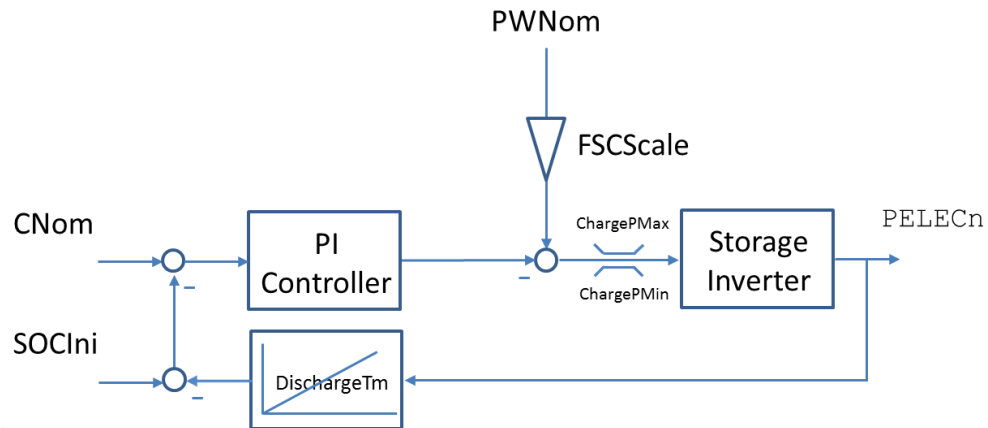 PWNom
FSCScale
CNom
PI
Controller
ChargePMax
ChargePMin
Storage
Inverter
PELECn
SOCIni
DischargeTm